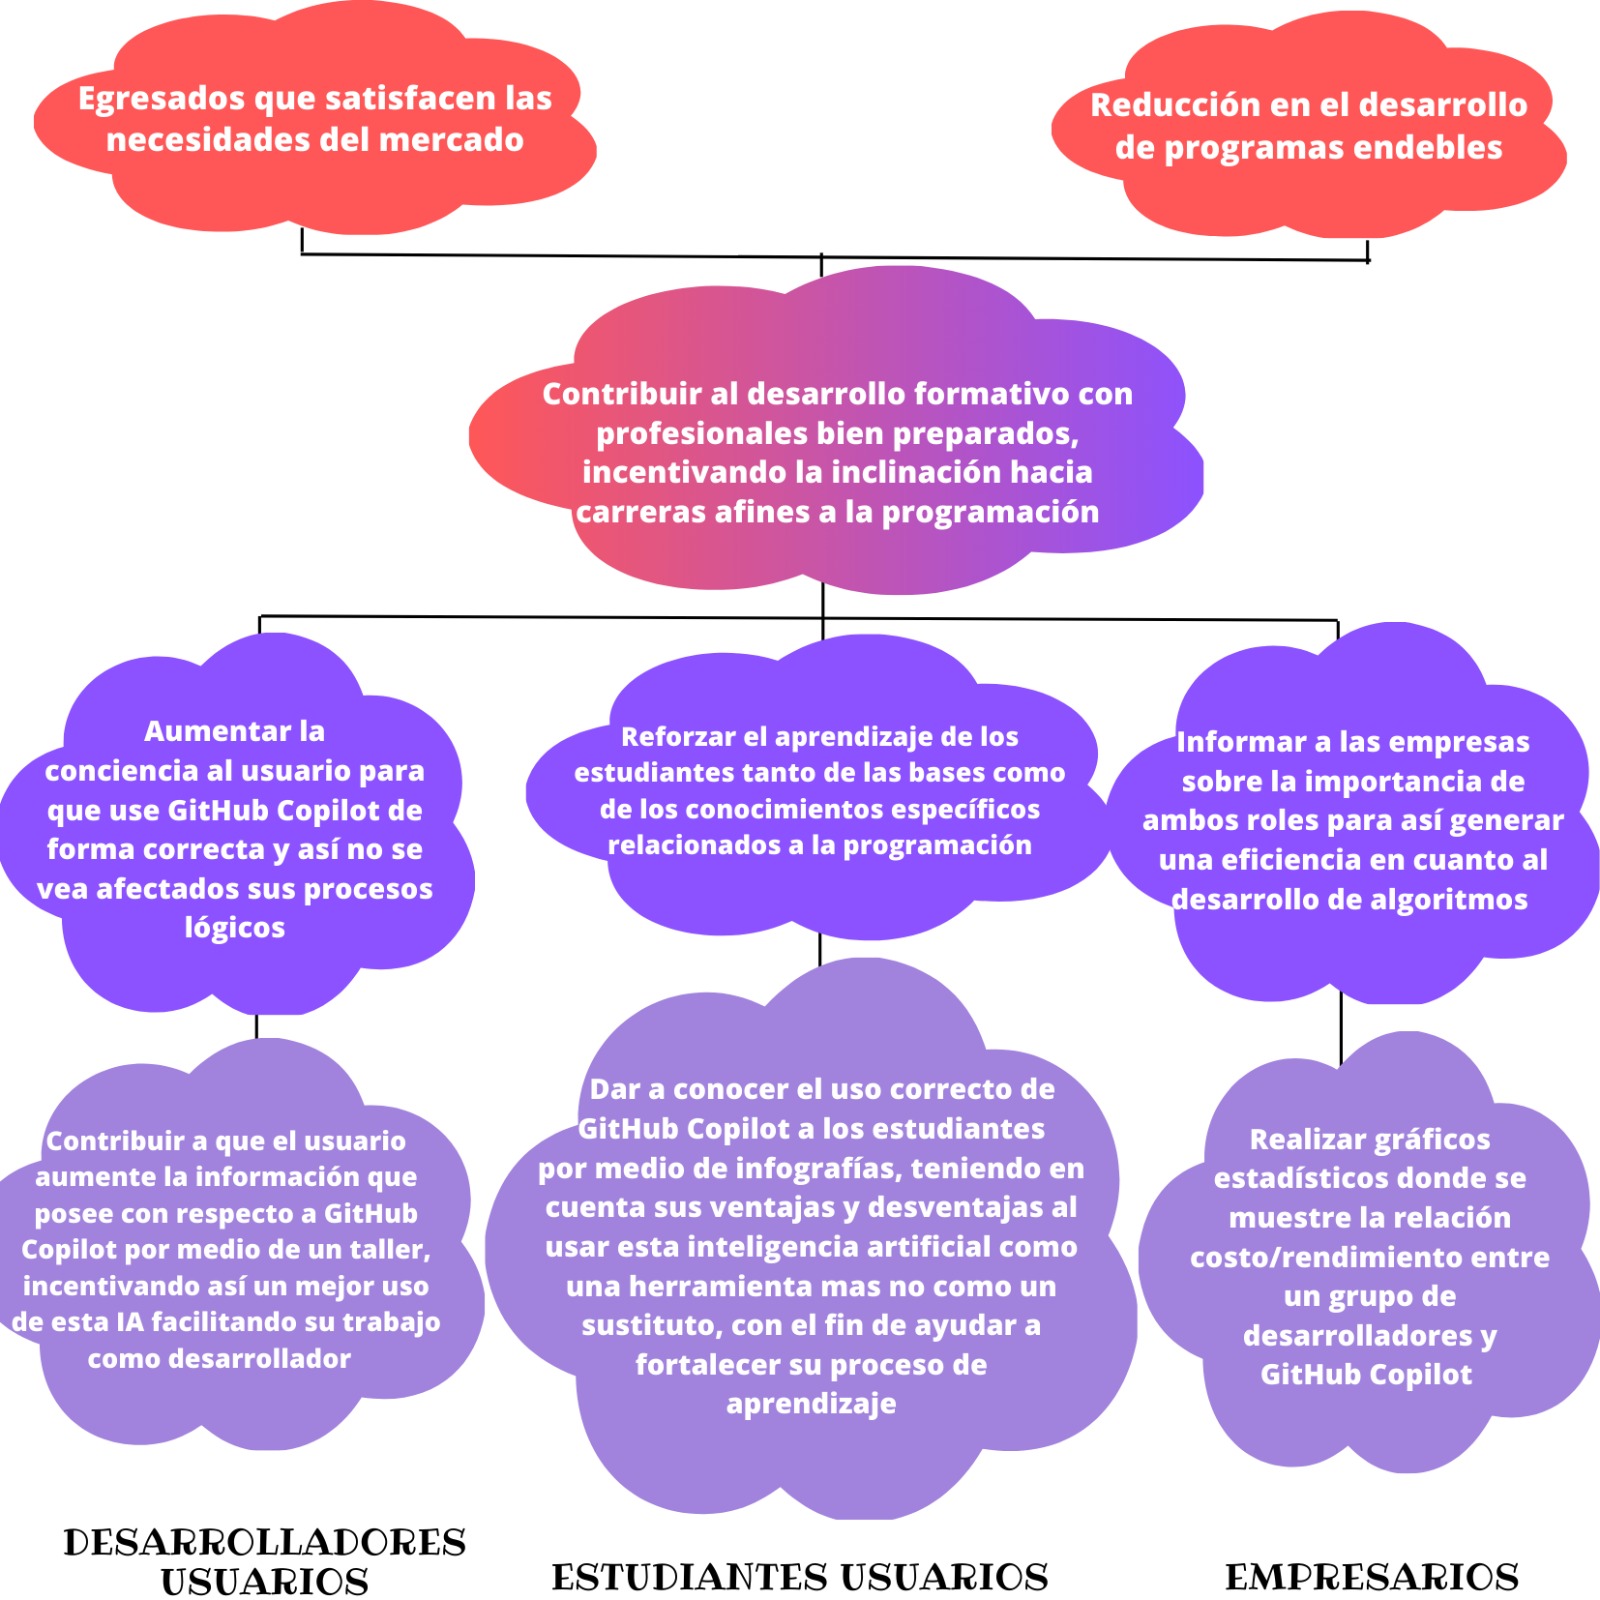 Egresados que satisfacen las
necesidades del mercado
Reducción en el desarrollo
de programas endebles
Contribuir al desarrollo formativo con
profesionales bien preparados,
incentivando la inclinación hacia
carreras afines a la programación
Aumentar la
conciencia al usuario para
que use GitHub Copilot de
forma correcta y así no se
vea afectados sus procesos
lógicos
Reforzar el aprendizaje de los
estudiantes tanto de las bases como
de los conocimientos específicos
relacionados a la programación
Informar a las empresas
sobre la importancia de
ambos roles para así generar
una eficiencia en cuanto al
desarrollo de algoritmos
Contribuir a que el usuario
aumente la información que
posee con respecto a GitHub
Copilot por medio de un taller,
incentivando así un mejor uso
de esta IA facilitando su trabajo
como desarrollador
Dar a conocer el uso correcto de
GitHub Copilot a los estudiantes
por medio de infografías, teniendo en
cuenta sus ventajas y desventajas al
usar esta inteligencia artificial como
una herramienta mas no como un
sustituto, con el fin de ayudar a
fortalecer su proceso de
aprendizaje
Realizar gráficos
estadísticos donde se
muestre la relación
costo/rendimiento entre
un grupo de
desarrolladores y
GitHub Copilot
DESARROLLADORES
USUARIOS
ESTUDIANTES USUARIOS
EMPRESARIOS